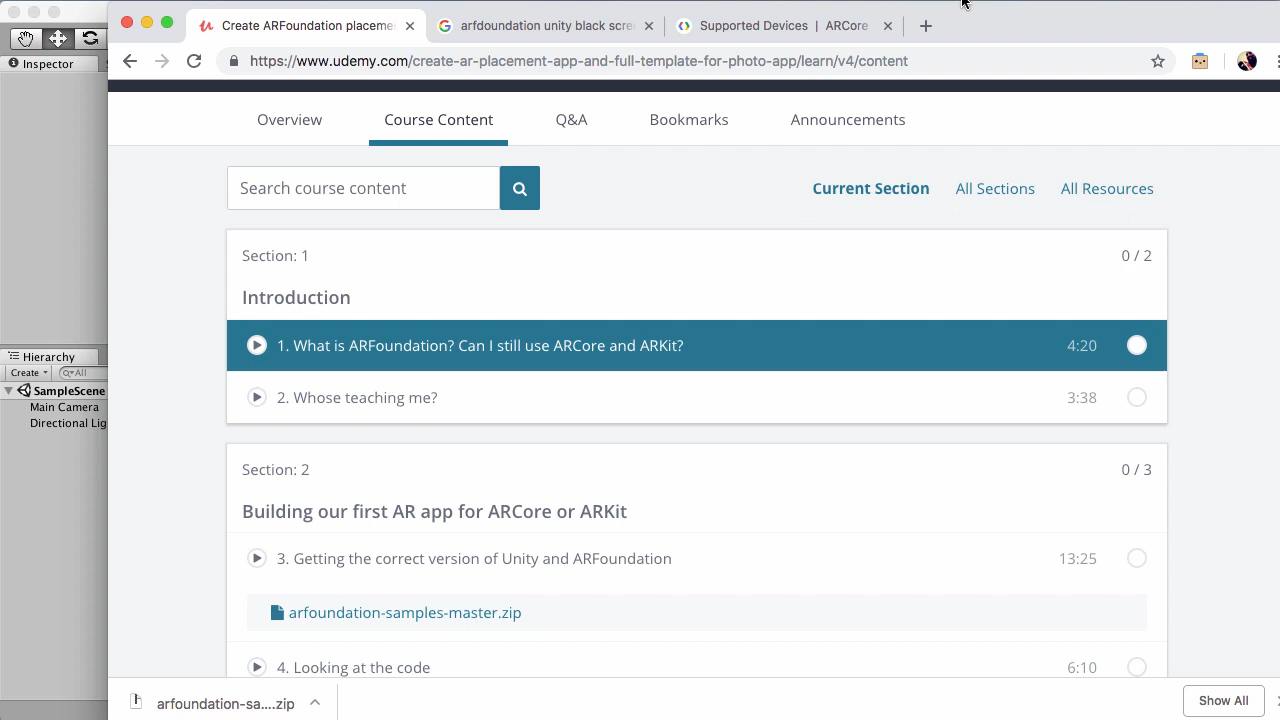 Create ARFoundation placeme
arfdoundation unity black scre
Supported Devices | ARCore
https://www.udemy.com/create-ar-placement-app-and-full-template-for-photo-app/learn/v4/content
Inspector
Overview
Course Content
Q&A
Bookmarks
Announcements
Search course content
Current Section
All Sections
All Resources
Section: 1
0 / 2
Introduction
1. What is ARFoundation? Can I still use ARCore and ARKit?
4:20
2. Whose teaching me?
3:38
Hierarchy
Create
All
SampleScene
Main Camera
Directional Lig
Section: 2
0 / 3
Building our first AR app for ARCore or ARKit
3. Getting the correct version of Unity and ARFoundation
13:25
arfoundation-samples-master.zip
4. Looking at the code
6:10
arfoundation-sa....zip
Show All